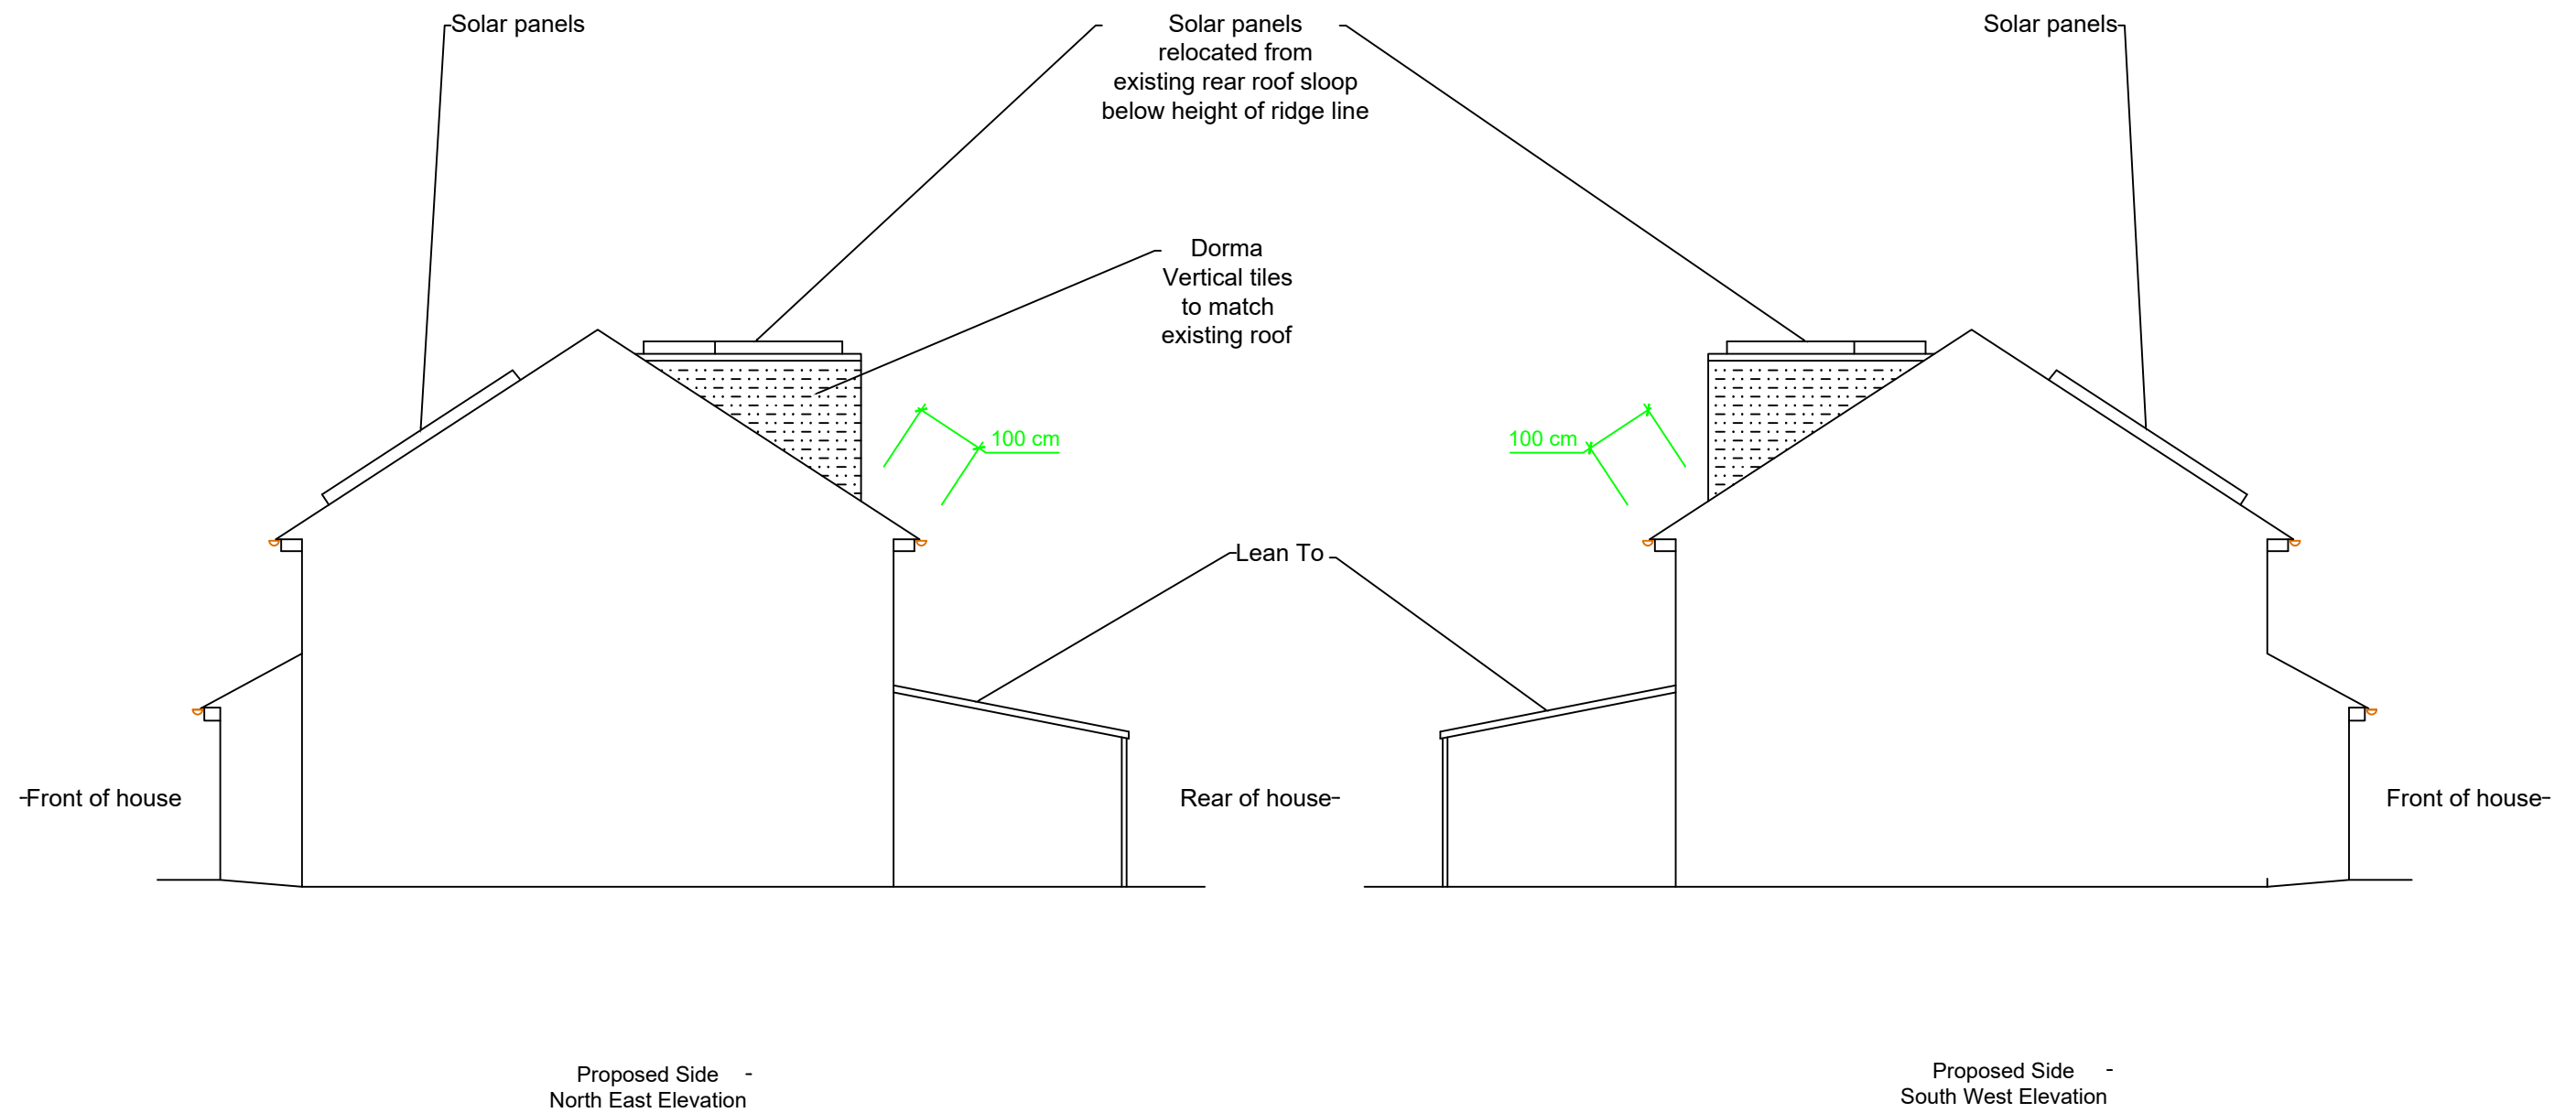 Solar panels
Solar panels
relocated from
existing rear roof sloop
below height of ridge line
Solar panels
Dorma
Vertical tiles
to match
existing roof
100 cm
100 cm
Lean To
Front of house
Rear of house
Front of house
Proposed Side
North East Elevation
Proposed Side
South West Elevation